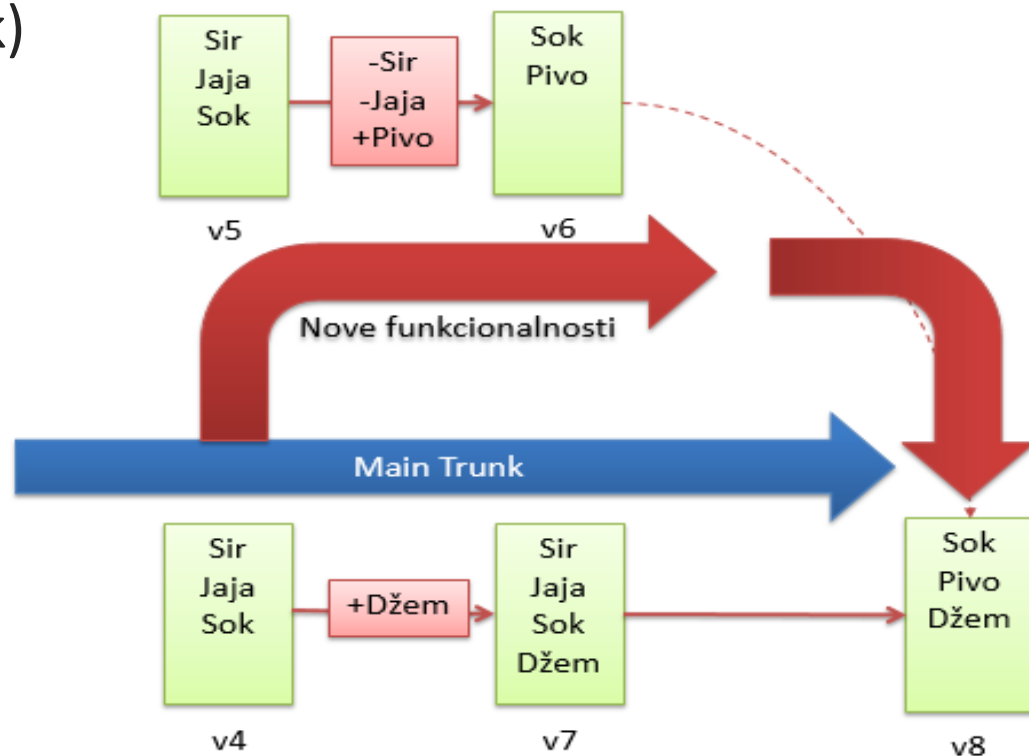 k)
Sir
Jaja
Sok
-Sir
-Jaja
+Pivo
Sok
Pivo
v5
v6
Nove funkcionalnosti
Main Trunk
Sir
Jaja
Sok
+Džem
Sir
Jaja
Sok
Džem
Sok
Pivo
Džem
v4
v7
v8